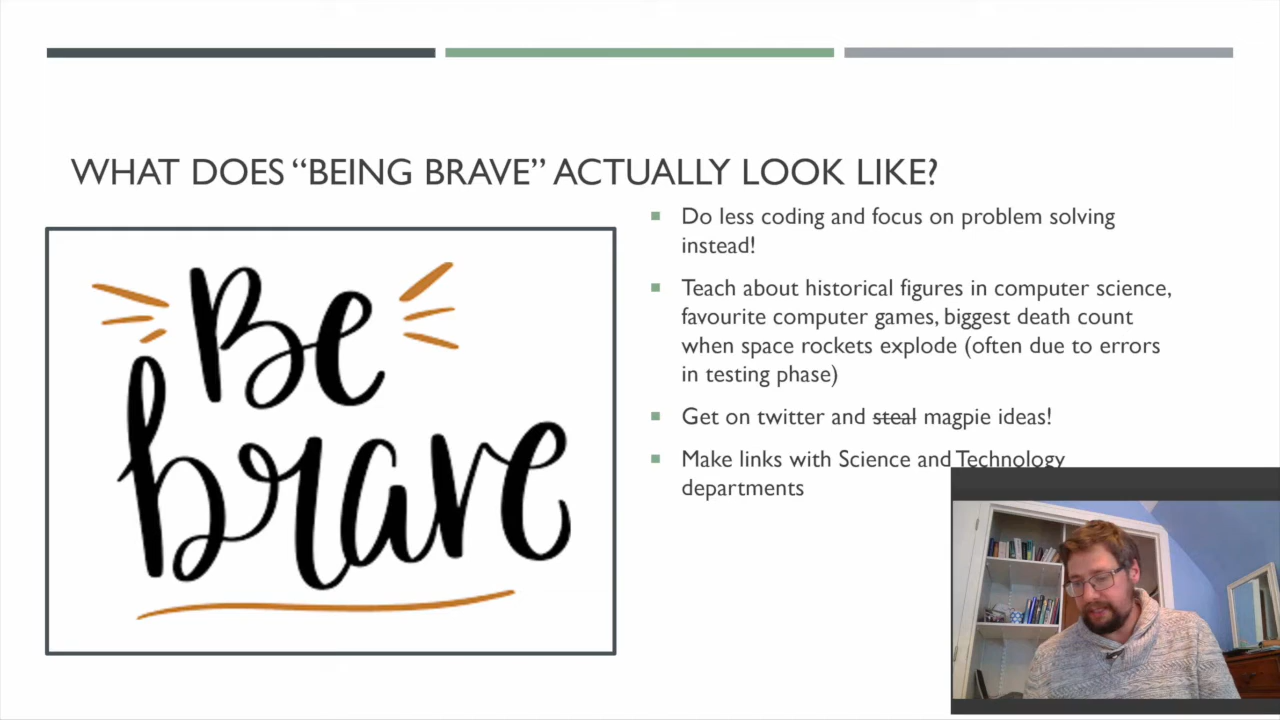 WHAT DOES “BEING BRAVE” ACTUALLY LOOK LIKE?
Be
brave
Do less coding and focus on problem solving
instead!
Teach about historical figures in computer science,
favourite computer games, biggest death count
when space rockets explode (often due to errors
in testing phase)
Get on twitter and steal magpie ideas!
Make links with Science and Technology
departments